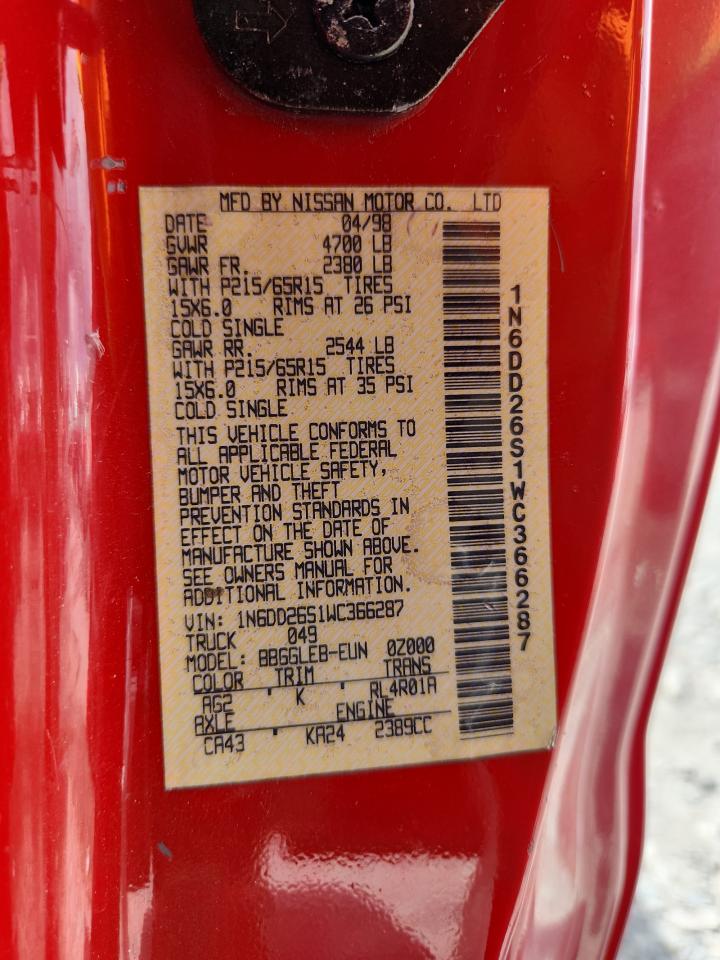 MFD BY NISSAN MOTOR CO. LTD
DATE 04/98
GVWR 4700 LB
GAWR FR. 2380 LB
WITH P215/65R15 TIRES
15X6.0 RIMS AT 26 PSI
COLD SINGLE
GAWR RR. 2544 LB
WITH P215/65R15 TIRES
15X6.0 RIMS AT 35 PSI
COLD SINGLE
THIS VEHICLE CONFORMS TO
ALL APPLICABLE FEDERAL
MOTOR VEHICLE SAFETY,
BUMPER AND THEFT
PREVENTION STANDARDS IN
EFFECT ON THE DATE OF
MANUFACTURE SHOWN ABOVE.
SEE OWNERS MANUAL FOR
ADDITIONAL INFORMATION.
VIN: 1N6DD26S1WC366287
TRUCK 049
MODEL: BBGGLEB-EUN 0Z000
COLOR TRIM TRANS
AG2 ' K ' RL4R01A
AXLE ENGINE
CA43 ' KA24 2389CC
1N6DD26S1WC366287